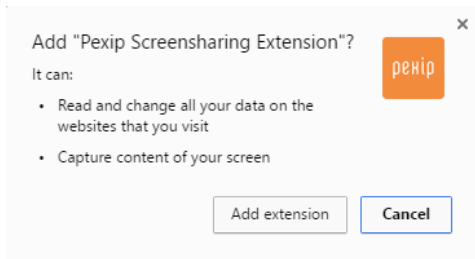 Add "Pexip Screensharing Extension"?
pexip
It can:
• Read and change all your data on the
websites that you visit
• Capture content of your screen
Add extension
Cancel